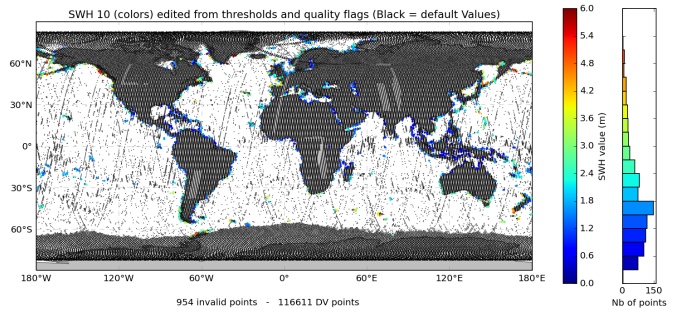 SWH 10 (colors) edited from thresholds and quality flags (Black = default Values)
60°N
30°N
0°
30°S
60°S
180°W
120°W
60°W
0°
60°E
120°E
180°E
954 invalid points - 116611 DV points
6.0
5.4
4.8
4.2
3.6
3.0
2.4
1.8
1.2
0.6
0.0
SWH value (m)
0
150
Nb of points